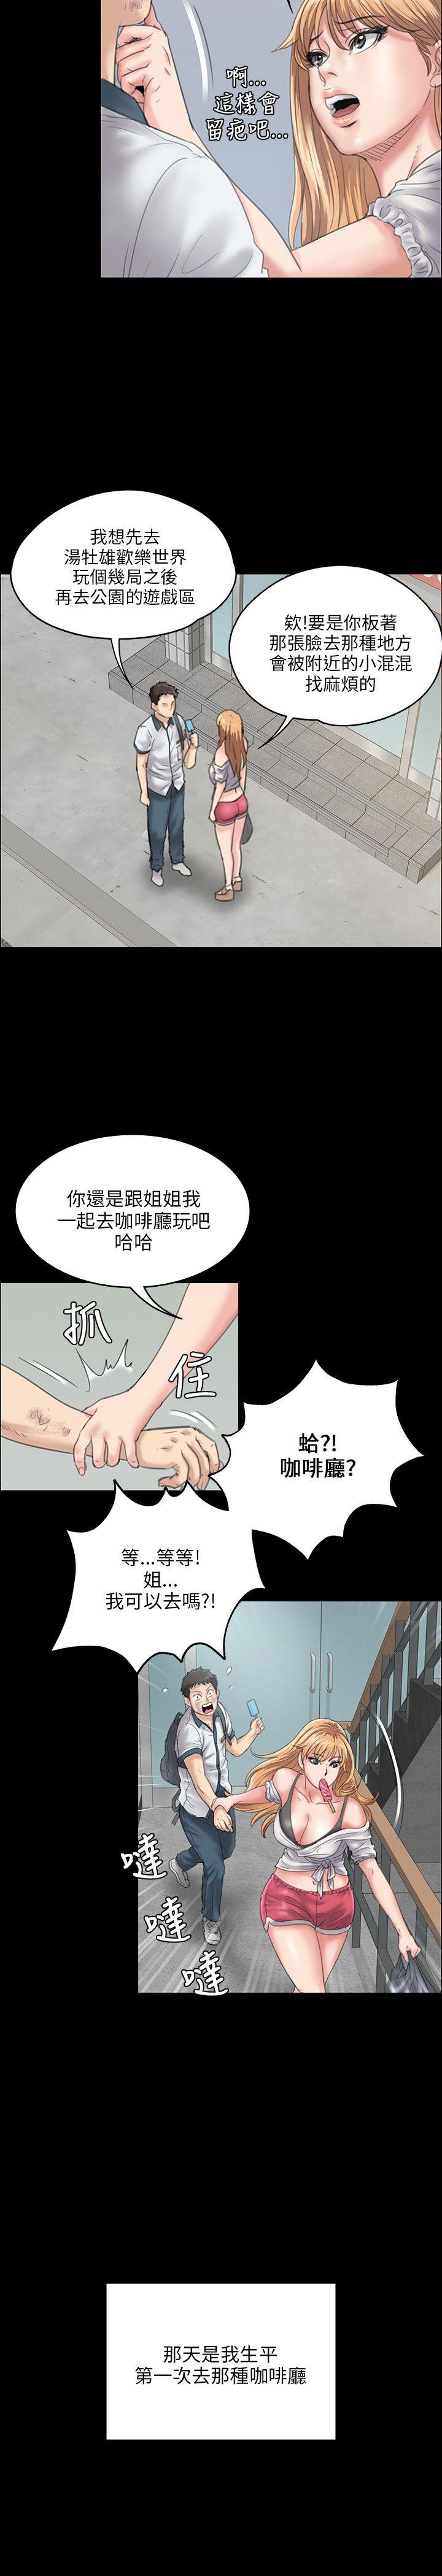 啊...
這樣會
留疤吧...
我想先去
湯牡雄歡樂世界
玩個幾局之後
再去公園的遊戲區
欸!要是你板著
那張臉去那種地方
會被附近的小混混
找麻煩的
你還是跟姐姐我
一起去咖啡廳玩吧
哈哈
抓
住
蛤?!
咖啡廳?
等...等等!
姐...
我可以去嗎?!
噠
噠
噠
那天是我生平
第一次去那種咖啡廳